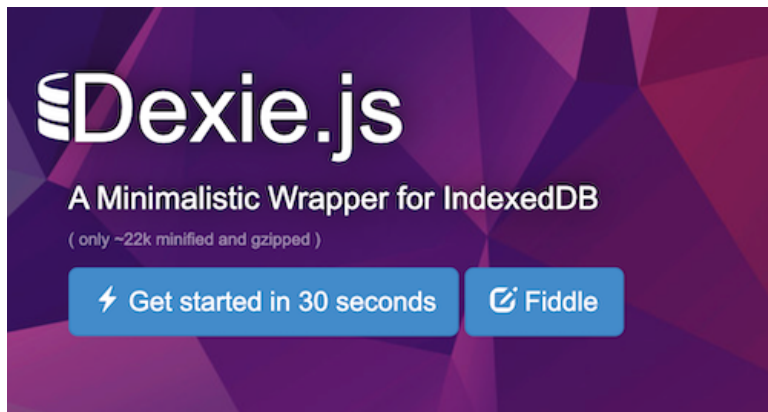 Dexie.js
A Minimalistic Wrapper for IndexedDB
( only ~22k minified and gzipped )
Get started in 30 seconds
Fiddle